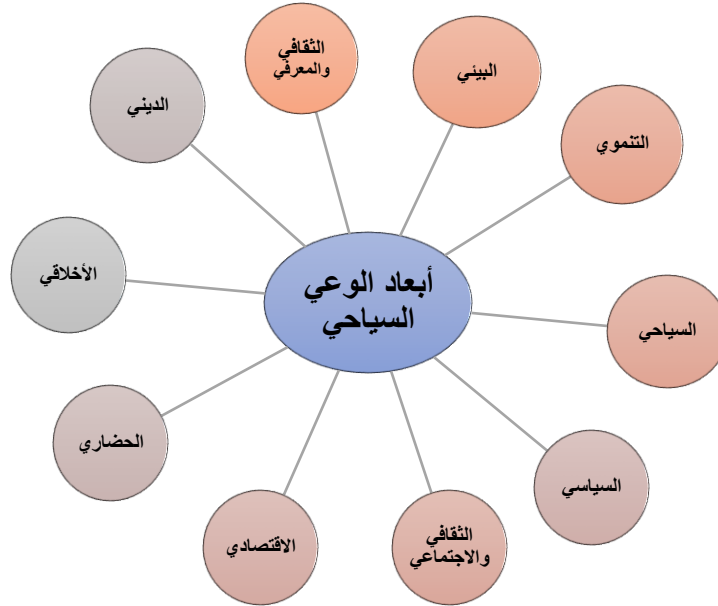 أبعاد الوعي
السياحي
الثقافي
والمعرفي
البيئي
التنموي
السياحي
السياسي
الثقافي
والاجتماعي
الاقتصادي
الحضاري
الأخلاقي
الديني